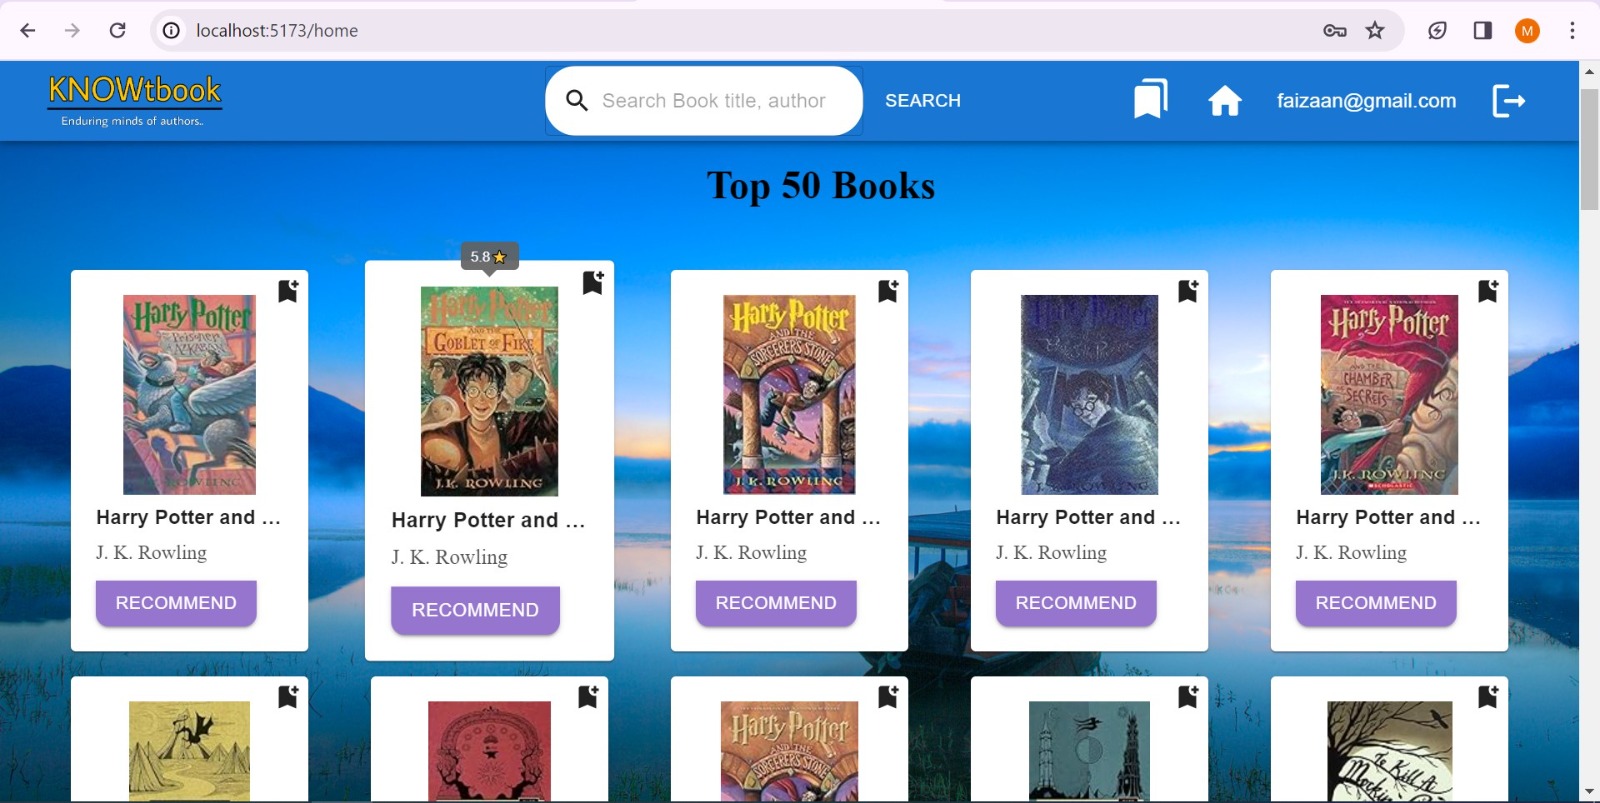 localhost:5173/home
M
KNOWtbook
Enduring minds of authors..
Search Book title, author
SEARCH
faizaan@gmail.com
Top 50 Books
5.8
Harry Potter
AZKABAN
Harry Potter and ...
J. K. Rowling
RECOMMEND
Harry Potter
AND THE
GOBLET OF FIRE
J.K. ROWLING
Harry Potter and ...
J. K. Rowling
RECOMMEND
Harry Potter
AND THE
SORCERER'S STONE
J. K. ROWLING
Harry Potter and ...
J. K. Rowling
RECOMMEND
Harry Potter
Harry Potter and ...
J. K. Rowling
RECOMMEND
Harry Potter
AND THE
CHAMBER
SECRETS
J.K. ROWLING
SCHOLASTIC
Harry Potter and ...
J. K. Rowling
RECOMMEND
Harry Potter
AND THE
SORCERER'S STONE
To Kill A